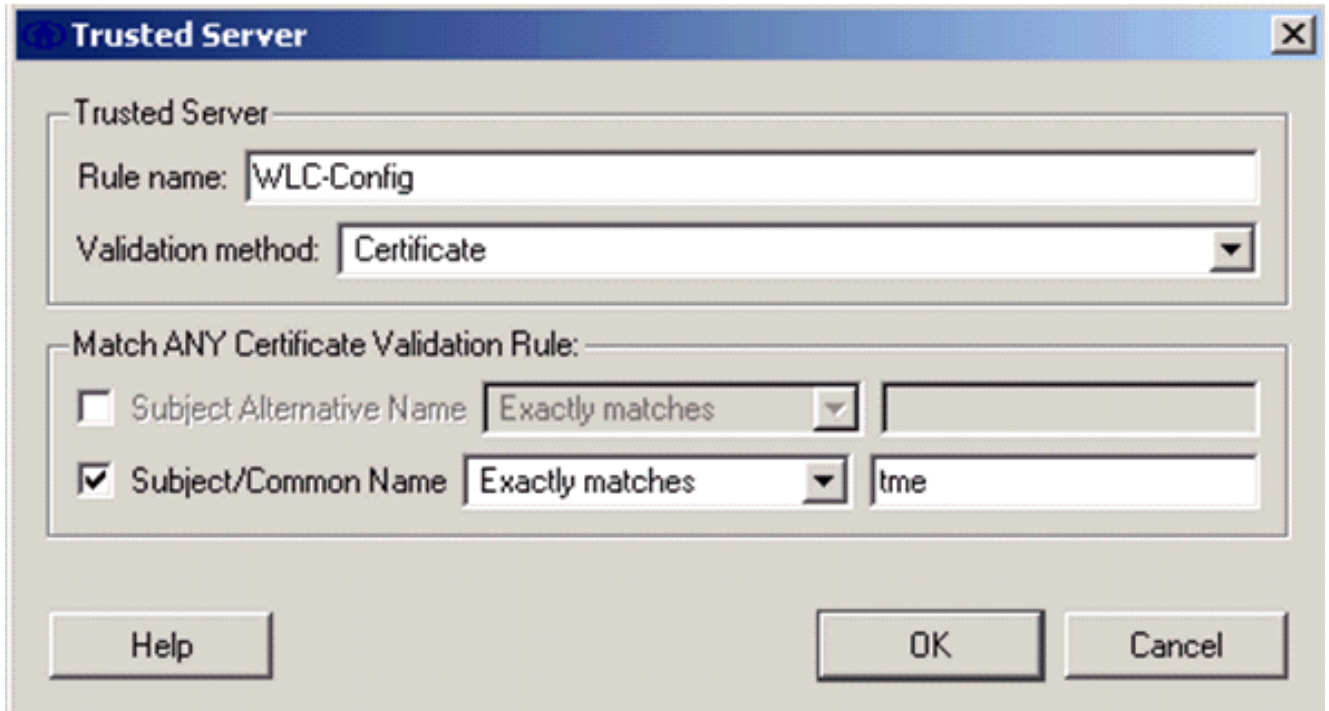 Trusted Server
Trusted Server
Rule name: WLC-Config
Validation method: Certificate
Match ANY Certificate Validation Rule:
Subject Alternative Name Exactly matches
Subject/Common Name Exactly matches tme
Help OK Cancel